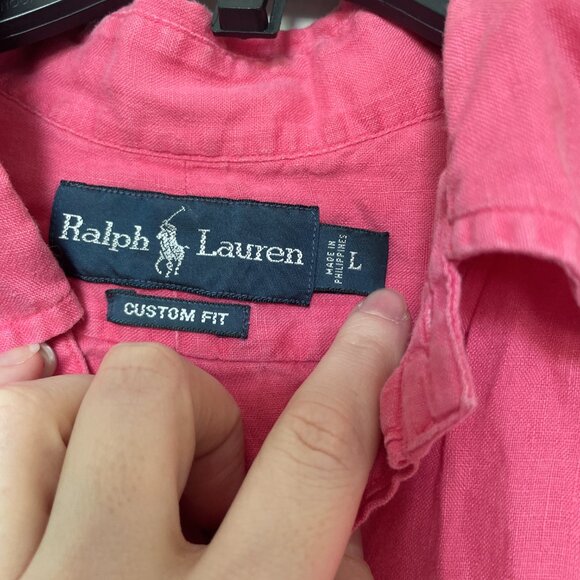 Ralph Lauren
MADE IN
PHILIPPINES
L
CUSTOM FIT